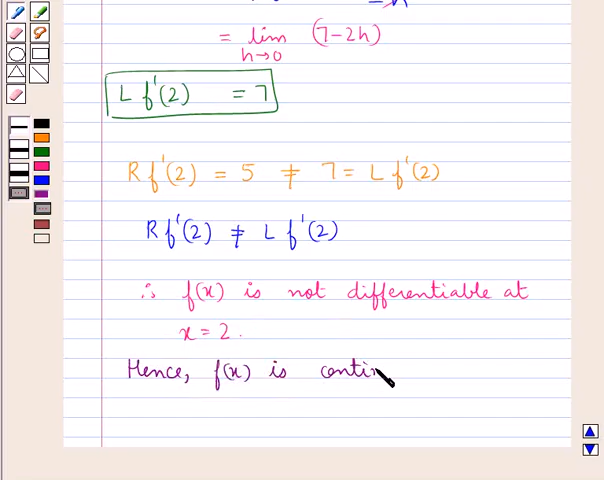 = lim (7-2h)
h→0
L f'(2) = 7
R f'(2) = 5 ≠ 7 = L f'(2)
R f'(2) ≠ L f'(2)
∴ f(x) is not differentiable at
x = 2.
Hence, f(x) is contin